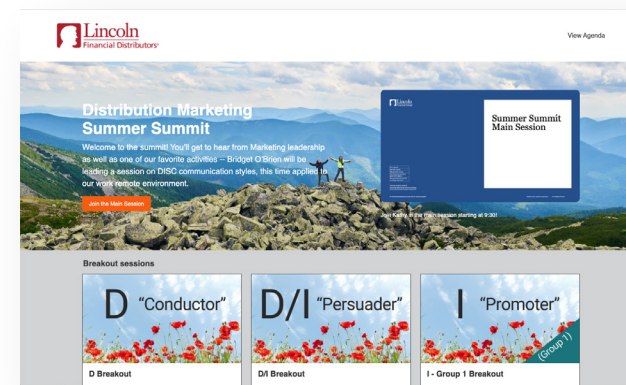 Lincoln
Financial Distributors®
View Agenda
Distribution Marketing
Summer Summit
Welcome to the summit! You'll get to hear from Marketing leadership
as well as one of our favorite activities – Bridget O'Brien will be
leading a session on DISC communication styles, this time applied to
our work remote environment.
Join the Main Session
Lincoln
Summer Summit
Main Session
Join Kathy in the main session starting at 9:30!
Breakout sessions
D "Conductor"
D/I "Persuader"
I "Promoter"
(Group 1)
D Breakout
D/I Breakout
I - Group 1 Breakout